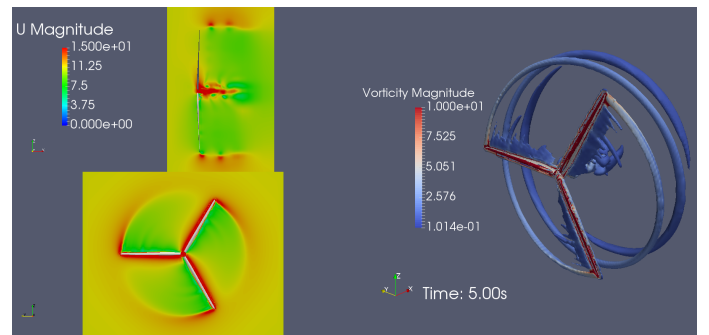 U Magnitude
1.500e+01
11.25
7.5
3.75
0.000e+00
Vorticity Magnitude
1.000e+01
7.525
5.051
2.576
1.014e-01
Z
Y
X
Time: 5.00s